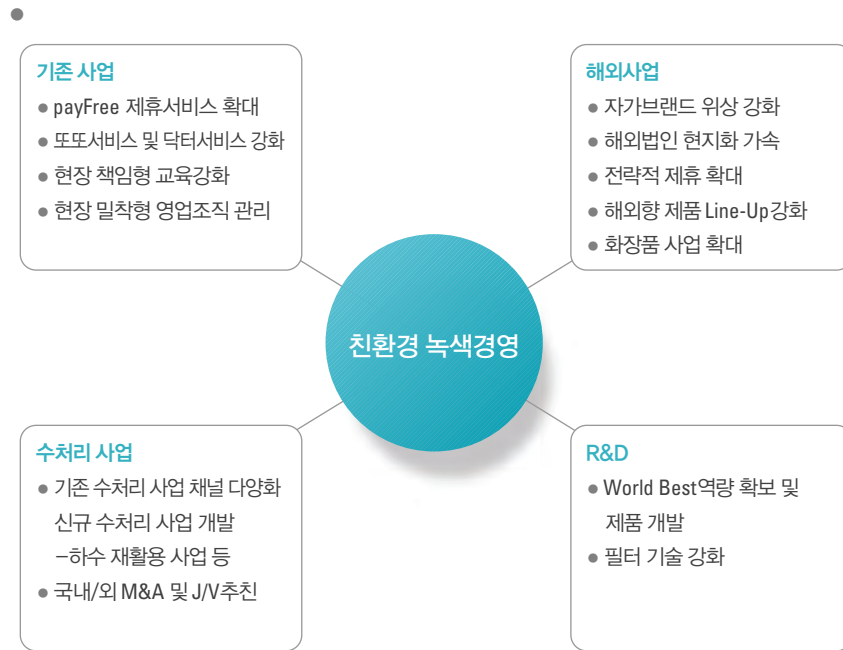 기존 사업
● payFree 제휴서비스 확대
● 또또서비스 및 닥터서비스 강화
● 현장 책임형 교육강화
● 현장 밀착형 영업조직 관리
해외사업
● 자가브랜드 위상 강화
● 해외법인 현지화 가속
● 전략적 제휴 확대
● 해외향 제품 Line-Up강화
● 화장품 사업 확대
친환경 녹색경영
수처리 사업
● 기존 수처리 사업 채널 다양화
신규 수처리 사업 개발
–하수 재활용 사업 등
● 국내/외 M&A 및 J/V추친
R&D
● World Best역량 확보 및
제품 개발
● 필터 기술 강화